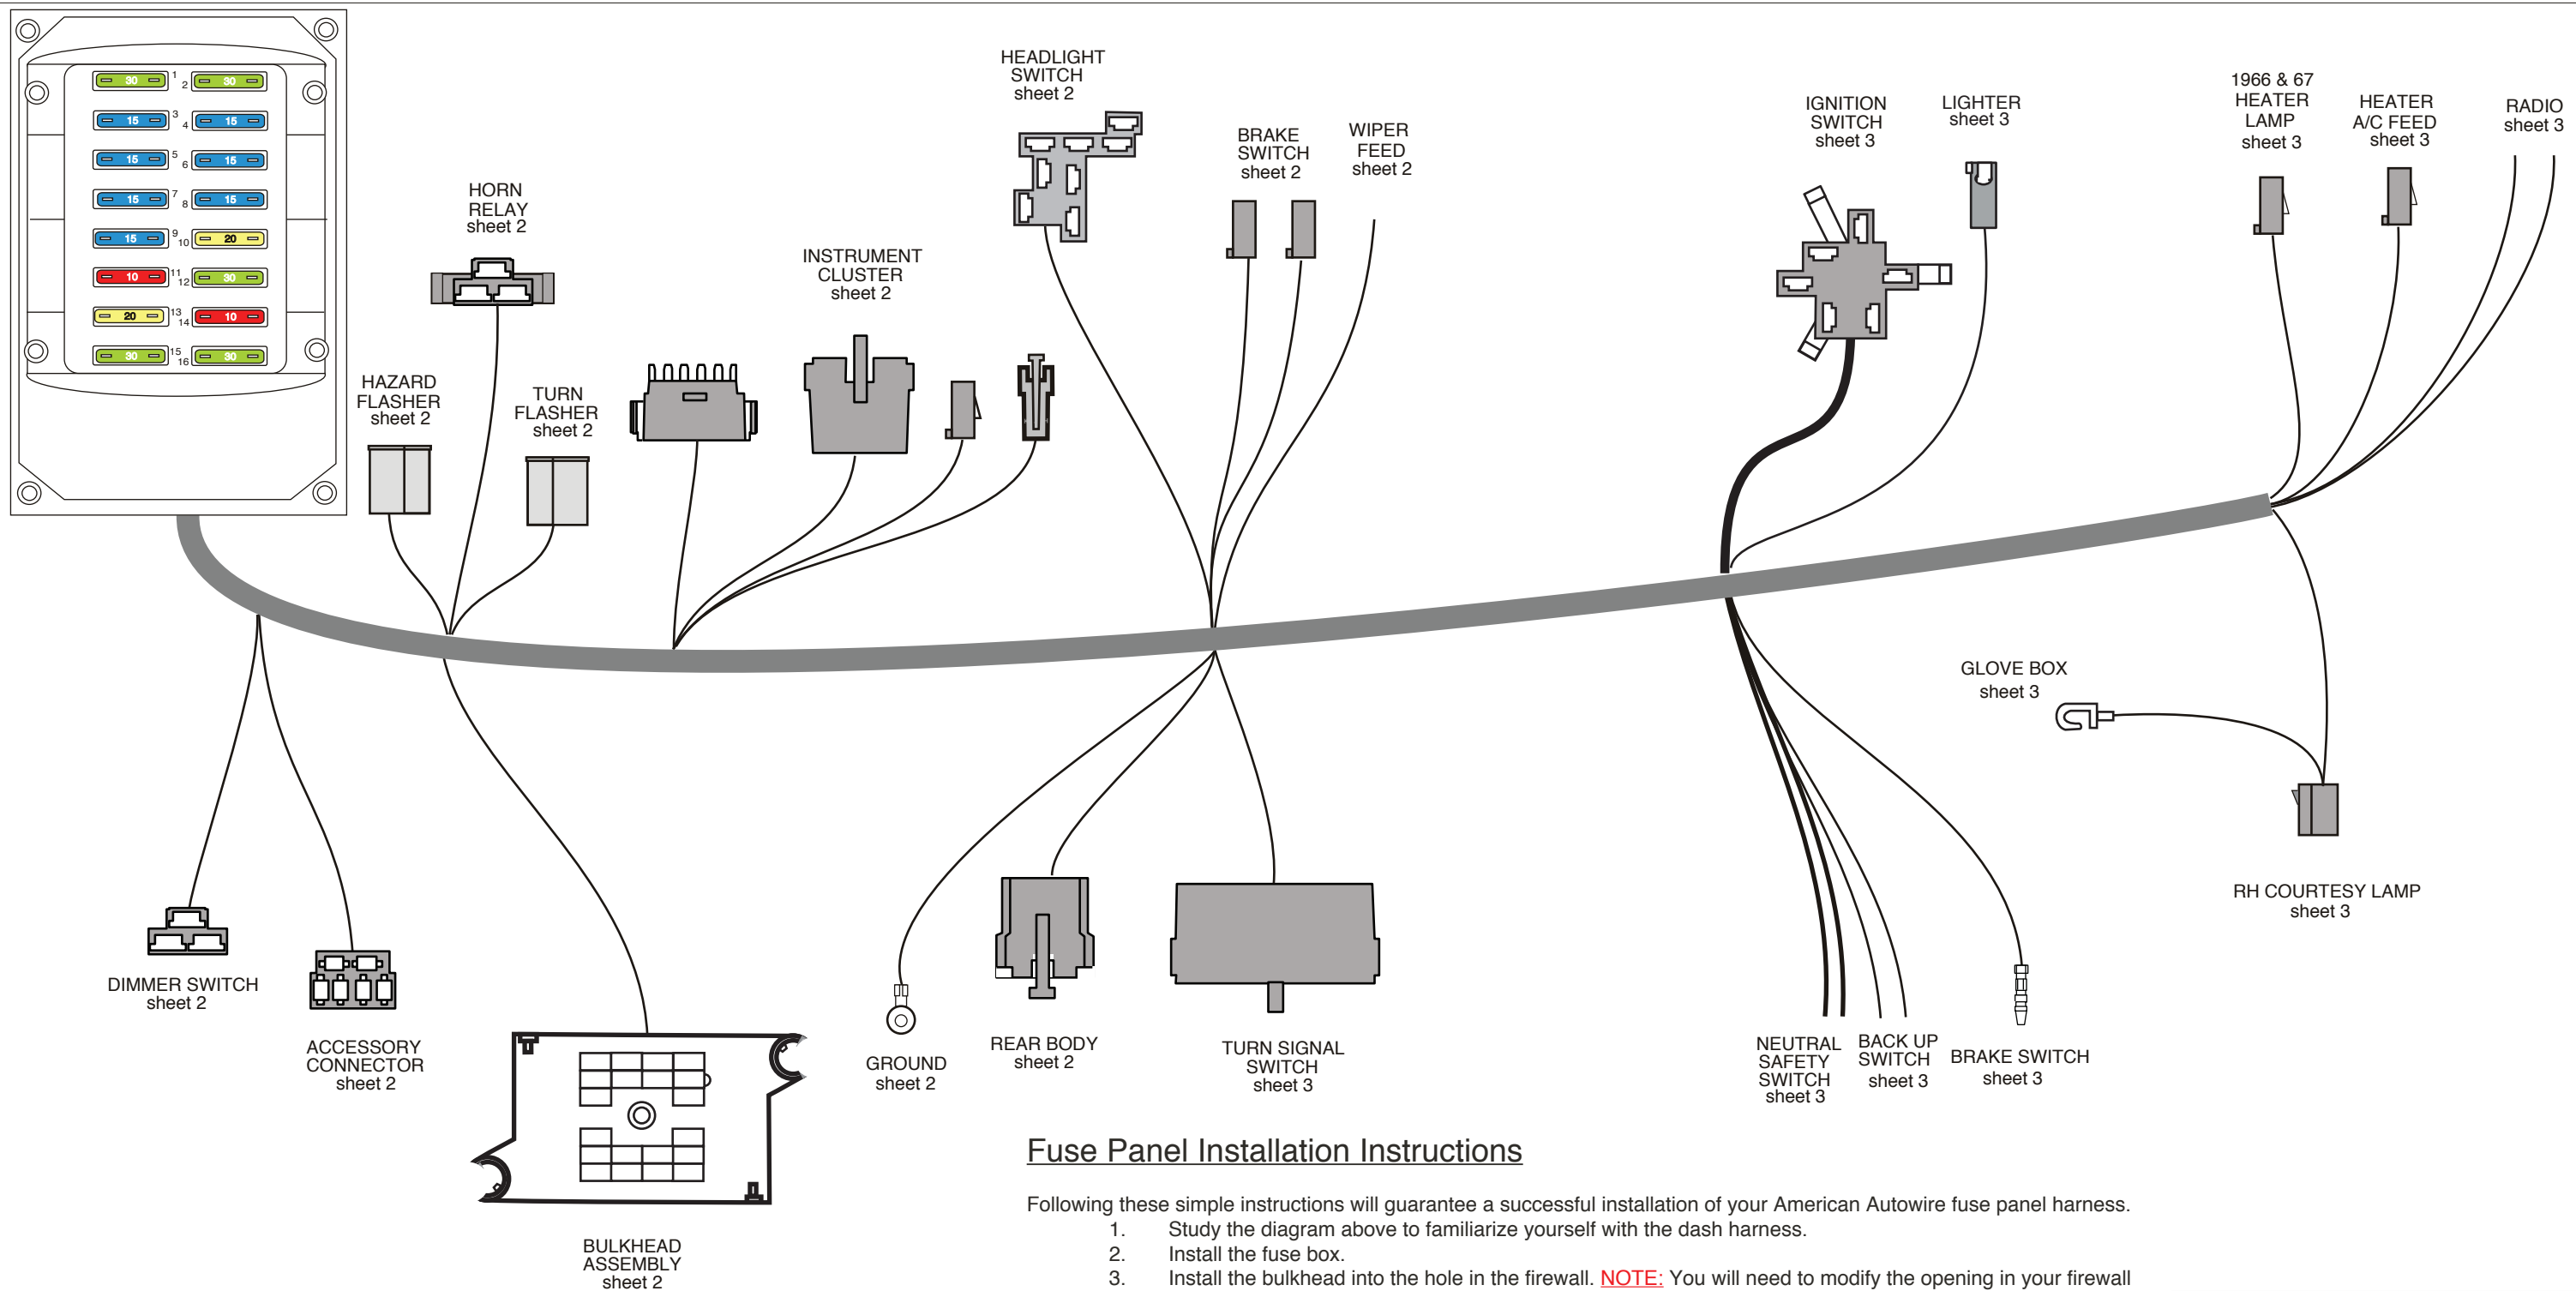 30 1 2 30
15 3 4 15
15 5 6 15
15 7 8 15
15 9 10 20
10 11 12 30
20 13 14 10
30 15 16 30
HAZARD
FLASHER
sheet 2
HORN
RELAY
sheet 2
TURN
FLASHER
sheet 2
INSTRUMENT
CLUSTER
sheet 2
HEADLIGHT
SWITCH
sheet 2
BRAKE
SWITCH
sheet 2
WIPER
FEED
sheet 2
IGNITION
SWITCH
sheet 3
LIGHTER
sheet 3
1966 & 67
HEATER
LAMP
sheet 3
HEATER
A/C FEED
sheet 3
RADIO
sheet 3
GLOVE BOX
sheet 3
RH COURTESY LAMP
sheet 3
DIMMER SWITCH
sheet 2
ACCESSORY
CONNECTOR
sheet 2
BULKHEAD
ASSEMBLY
sheet 2
GROUND
sheet 2
REAR BODY
sheet 2
TURN SIGNAL
SWITCH
sheet 3
NEUTRAL
SAFETY
SWITCH
sheet 3
BACK UP
SWITCH
sheet 3
BRAKE SWITCH
sheet 3
Fuse Panel Installation Instructions
Following these simple instructions will guarantee a successful installation of your American Autowire fuse panel harness.
1. Study the diagram above to familiarize yourself with the dash harness.
2. Install the fuse box.
3. Install the bulkhead into the hole in the firewall. NOTE: You will need to modify the opening in your firewall